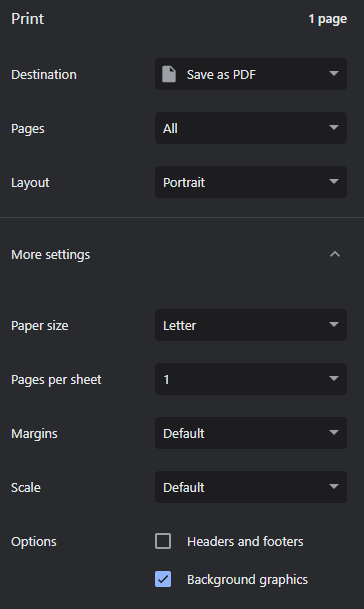 Print 1 page
Destination Save as PDF
Pages All
Layout Portrait
More settings
Paper size Letter
Pages per sheet 1
Margins Default
Scale Default
Options Headers and footers
Background graphics